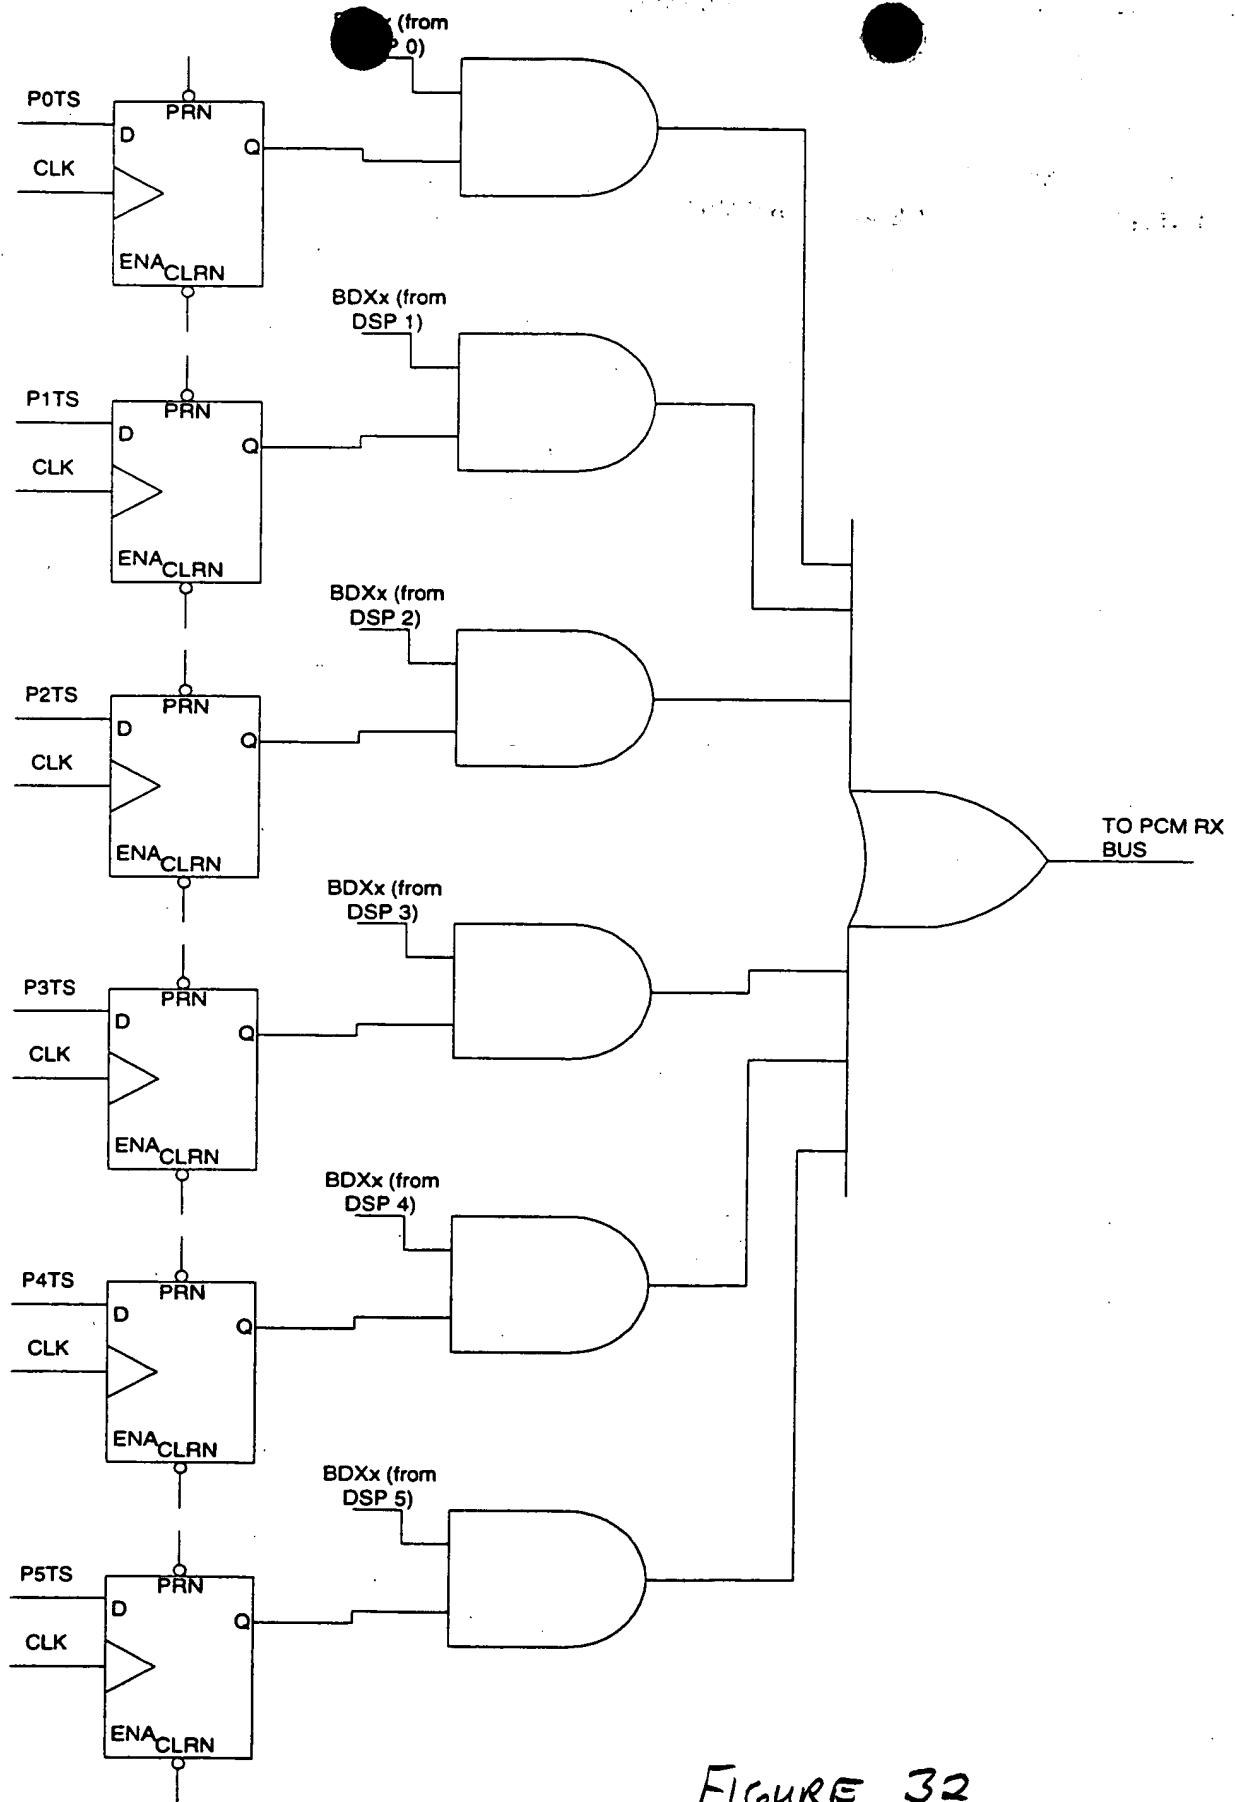 (from
P 0)
P0TS
PRN
D
Q
CLK
ENA
CLRN
BDXx (from
DSP 1)
P1TS
PRN
D
Q
CLK
ENA
CLRN
BDXx (from
DSP 2)
P2TS
PRN
D
Q
CLK
ENA
CLRN
TO PCM RX
BUS
BDXx (from
DSP 3)
P3TS
PRN
D
Q
CLK
ENA
CLRN
BDXx (from
DSP 4)
P4TS
PRN
D
Q
CLK
ENA
CLRN
BDXx (from
DSP 5)
P5TS
PRN
D
Q
CLK
ENA
CLRN
FIGURE 32